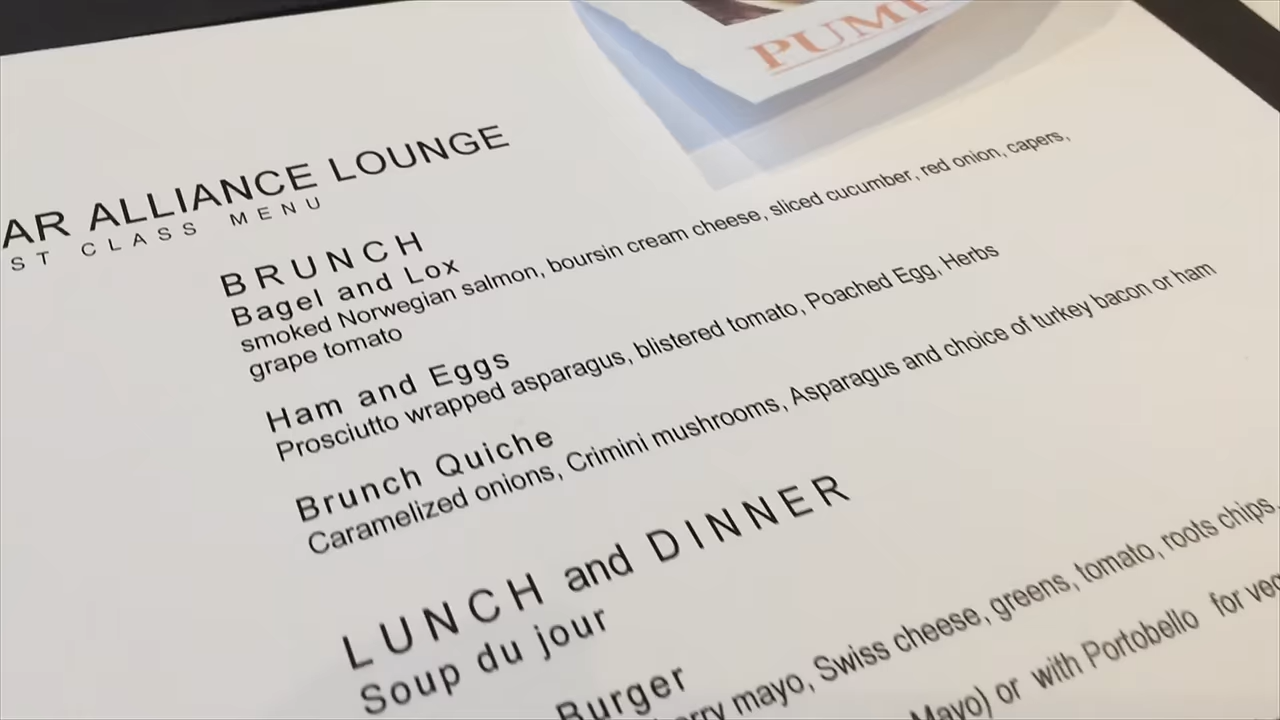 PUMP
AR ALLIANCE LOUNGE
ST CLASS MENU
BRUNCH
Bagel and Lox
smoked Norwegian salmon, boursin cream cheese, sliced cucumber, red onion, capers,
grape tomato
Ham and Eggs
Prosciutto wrapped asparagus, blistered tomato, Poached Egg, Herbs
Brunch Quiche
Caramelized onions, Crimini mushrooms, Asparagus and choice of turkey bacon or ham
LUNCH and DINNER
Soup du jour
Burger
mayo, Swiss cheese, greens, tomato, roots chips,
Mayo) or with Portobello for